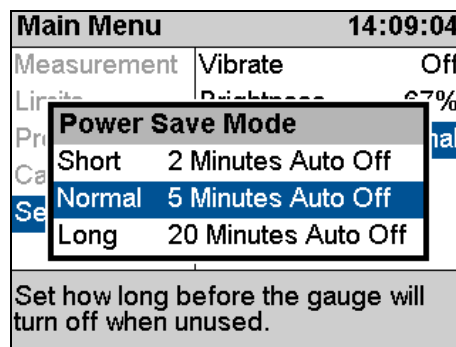 Main Menu 14:09:04
Measurement Vibrate Off
67%
Power Save Mode
Short 2 Minutes Auto Off
Normal 5 Minutes Auto Off
Long 20 Minutes Auto Off
Set how long before the gauge will
turn off when unused.